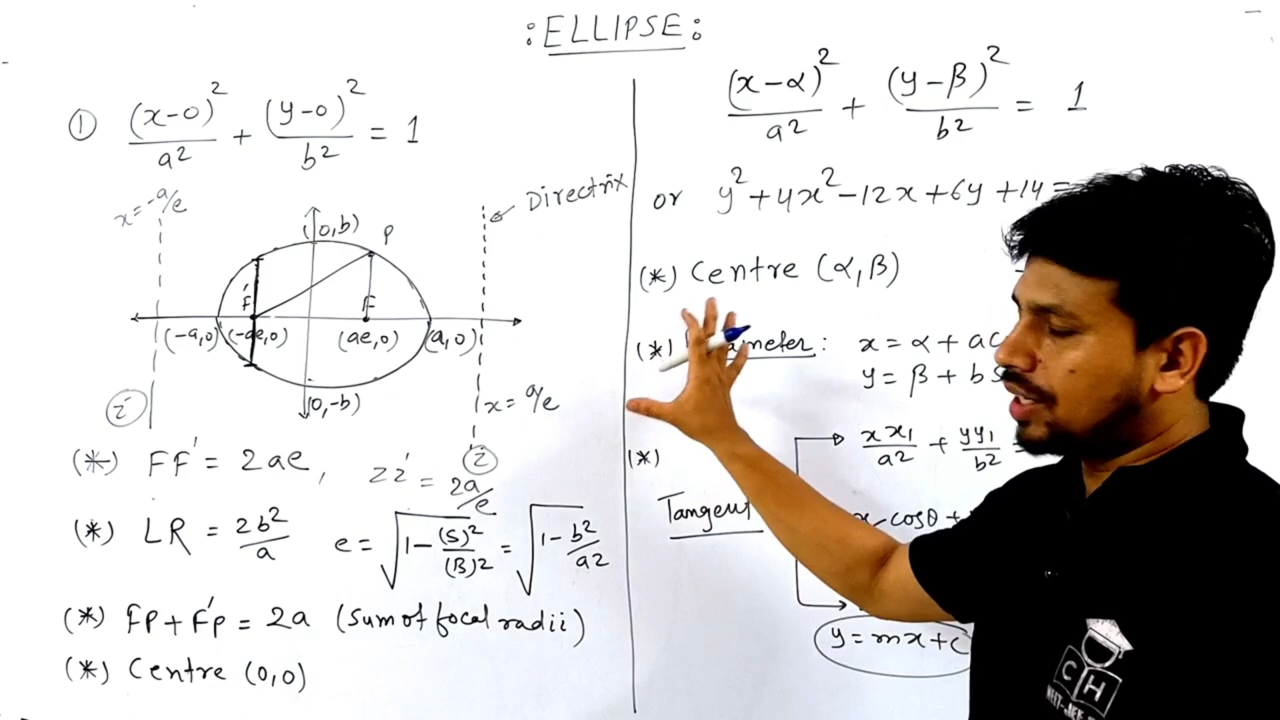 : ELLIPSE :
① (x-0)²/a² + (y-0)²/b² = 1
x = -a/e
Directrix
(0,b)
P
F'
F
(-a,0) (-ae,0) (ae,0) (a,0)
(0,-b)
x = a/e
z'
z
(*) FF' = 2ae, zz' = 2a/e
(*) LR = 2b²/a e = √(1-(S)²/(B)²) = √(1-b²/a2)
(*) FP + F'P = 2a (Sum of focal radii)
(*) Centre (0,0)
(x-α)²/a² + (y-β)²/b² = 1
or y² + 4x² - 12x + 6y + 14 =
(*) Centre (α,β)
(*) x = α + a
y = β + b
(*)
Tangent
xx₁/a² + yy₁/b² =
cosθ +
y = mx + c
CH